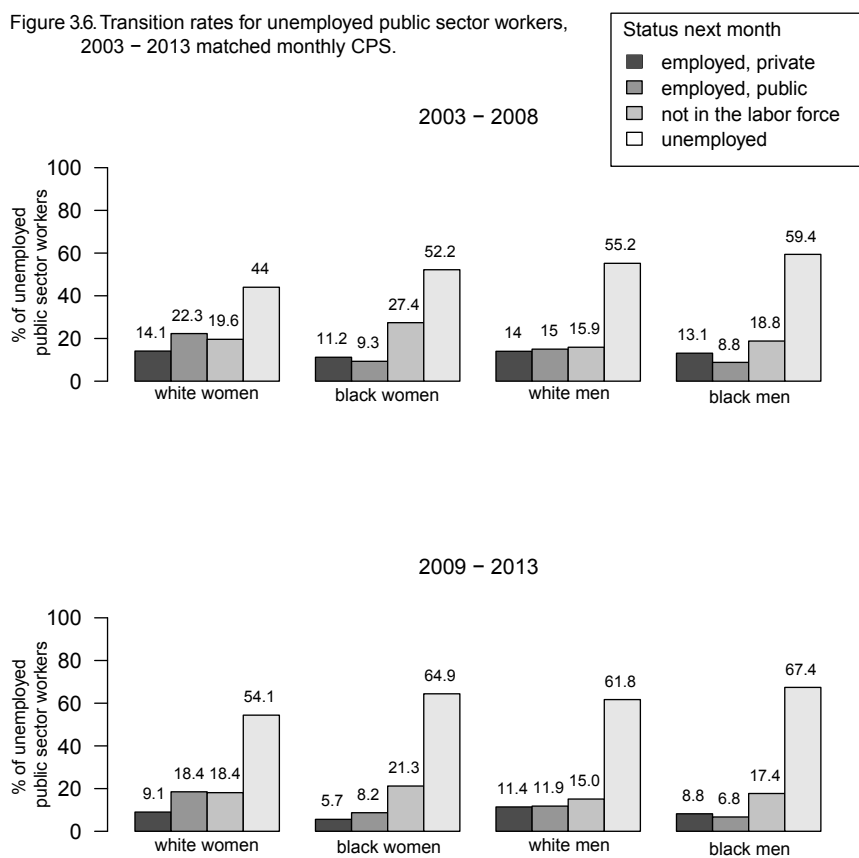 Figure 3.6. Transition rates for unemployed public sector workers,
2003 − 2013 matched monthly CPS.
Status next month
employed, private
employed, public
not in the labor force
unemployed
2003 − 2008
% of unemployed
public sector workers
100
80
60
40
20
0
14.1 22.3 19.6 44
11.2 9.3 27.4 52.2
14 15 15.9 55.2
13.1 8.8 18.8 59.4
white women black women white men black men
2009 − 2013
% of unemployed
public sector workers
100
80
60
40
20
0
9.1 18.4 18.4 54.1
5.7 8.2 21.3 64.9
11.4 11.9 15.0 61.8
8.8 6.8 17.4 67.4
white women black women white men black men